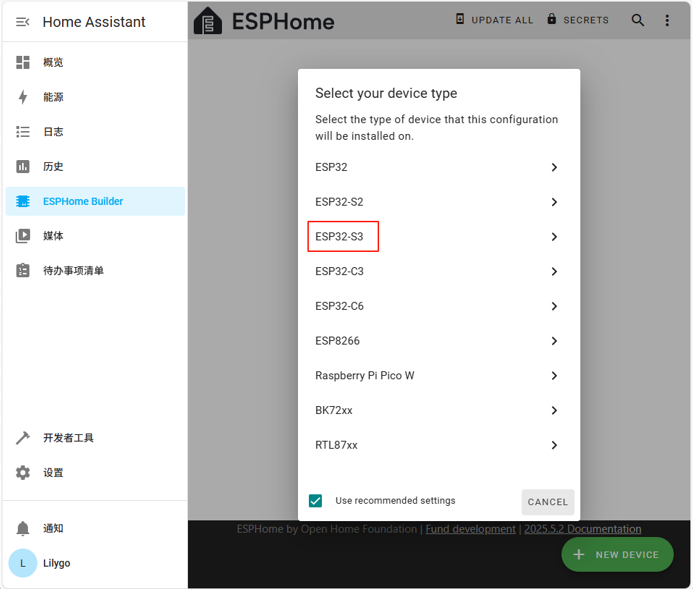 Home Assistant
概览
能源
日志
历史
ESPHome Builder
媒体
待办事项清单
开发者工具
设置
通知
L
Lilygo
ESPHome
UPDATE ALL
SECRETS
Select your device type
Select the type of device that this configuration
will be installed on.
ESP32
ESP32-S2
ESP32-S3
ESP32-C3
ESP32-C6
ESP8266
Raspberry Pi Pico W
BK72xx
RTL87xx
Use recommended settings
CANCEL
ESPHome by Open Home Foundation | Fund development | 2025.5.2 Documentation
NEW DEVICE